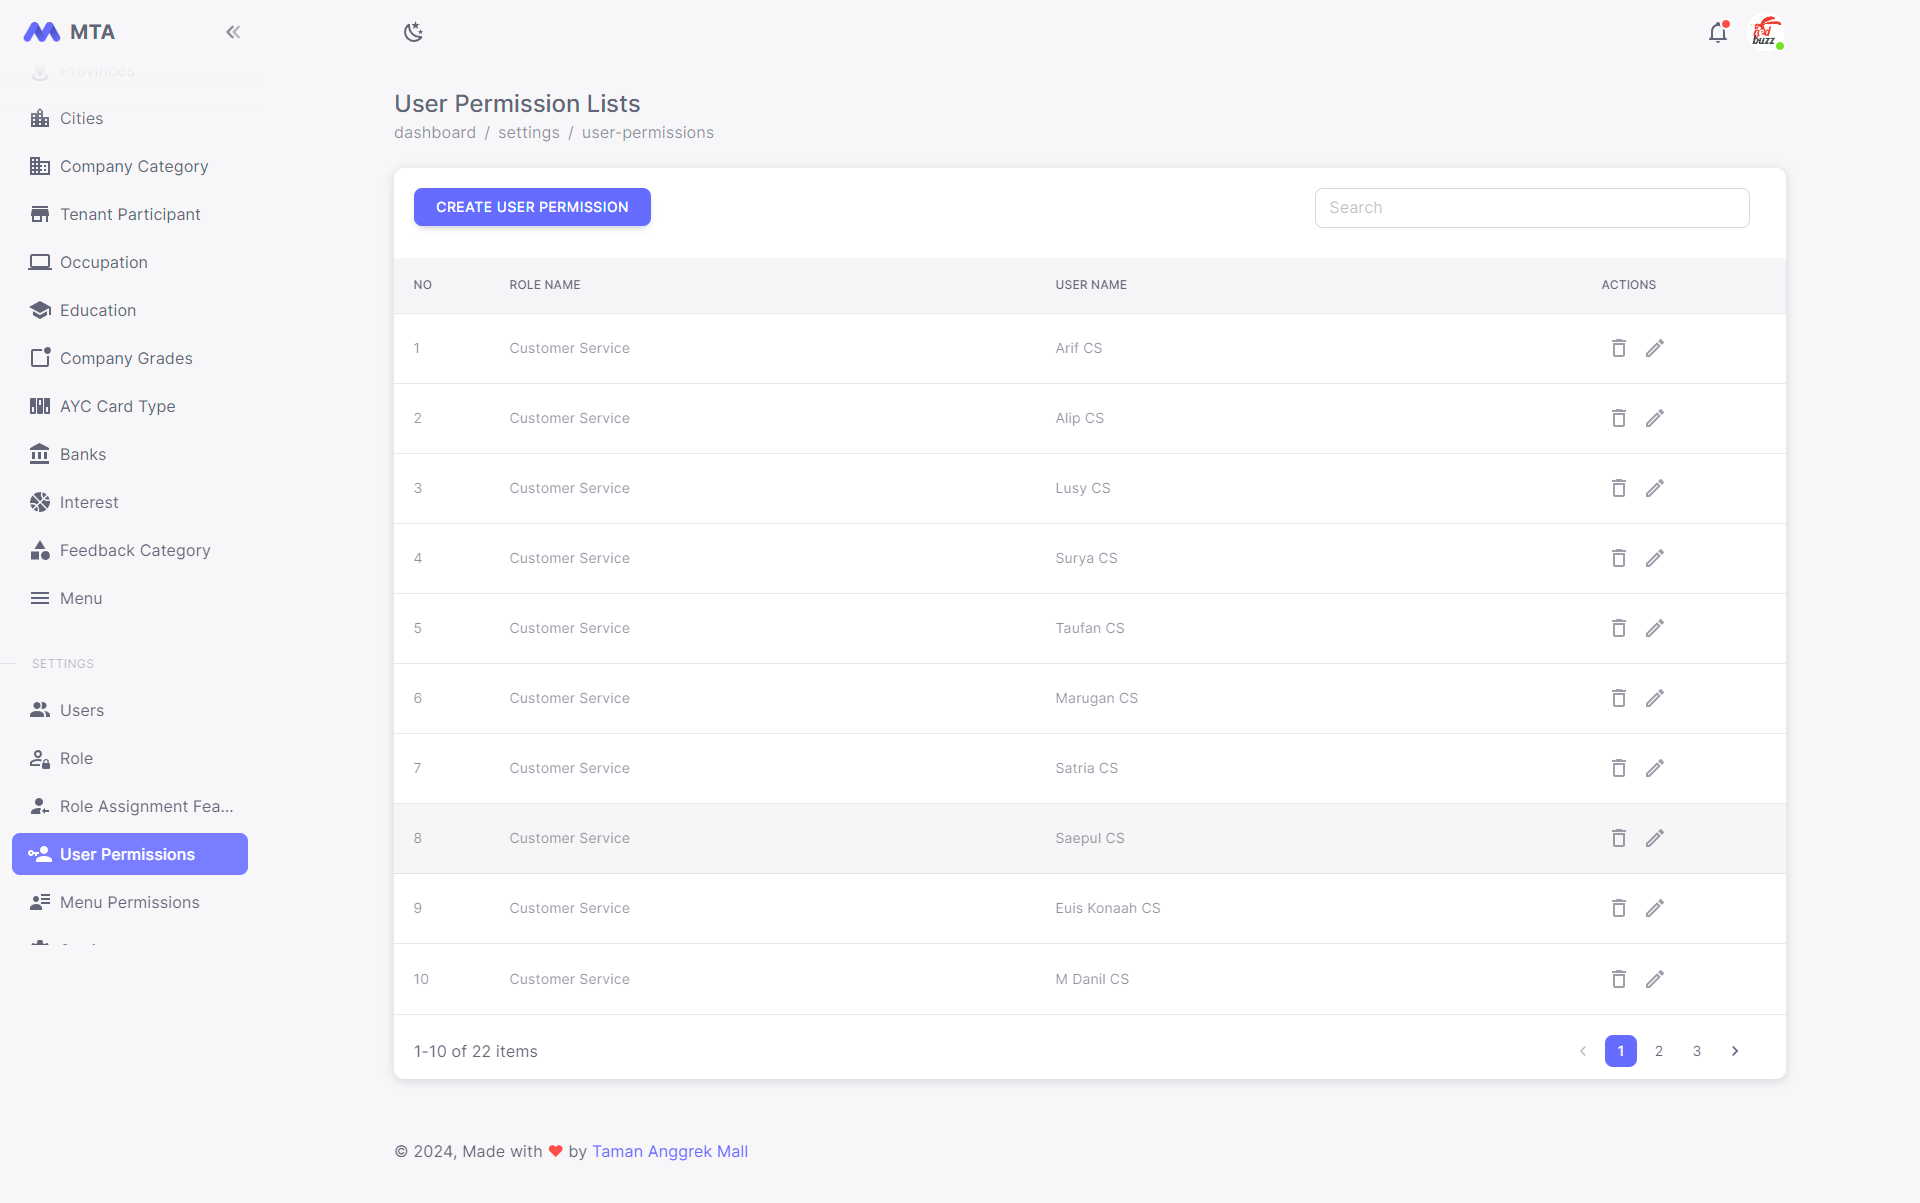 MTA
Provinces
Cities
Company Category
Tenant Participant
Occupation
Education
Company Grades
AYC Card Type
Banks
Interest
Feedback Category
Menu
SETTINGS
Users
Role
Role Assignment Fea...
User Permissions
Menu Permissions
buzz
User Permission Lists
dashboard / settings / user-permissions
CREATE USER PERMISSION
Search
NO ROLE NAME USER NAME ACTIONS
1 Customer Service Arif CS
2 Customer Service Alip CS
3 Customer Service Lusy CS
4 Customer Service Surya CS
5 Customer Service Taufan CS
6 Customer Service Marugan CS
7 Customer Service Satria CS
8 Customer Service Saepul CS
9 Customer Service Euis Konaah CS
10 Customer Service M Danil CS
1-10 of 22 items
1 2 3
© 2024, Made with ❤ by Taman Anggrek Mall